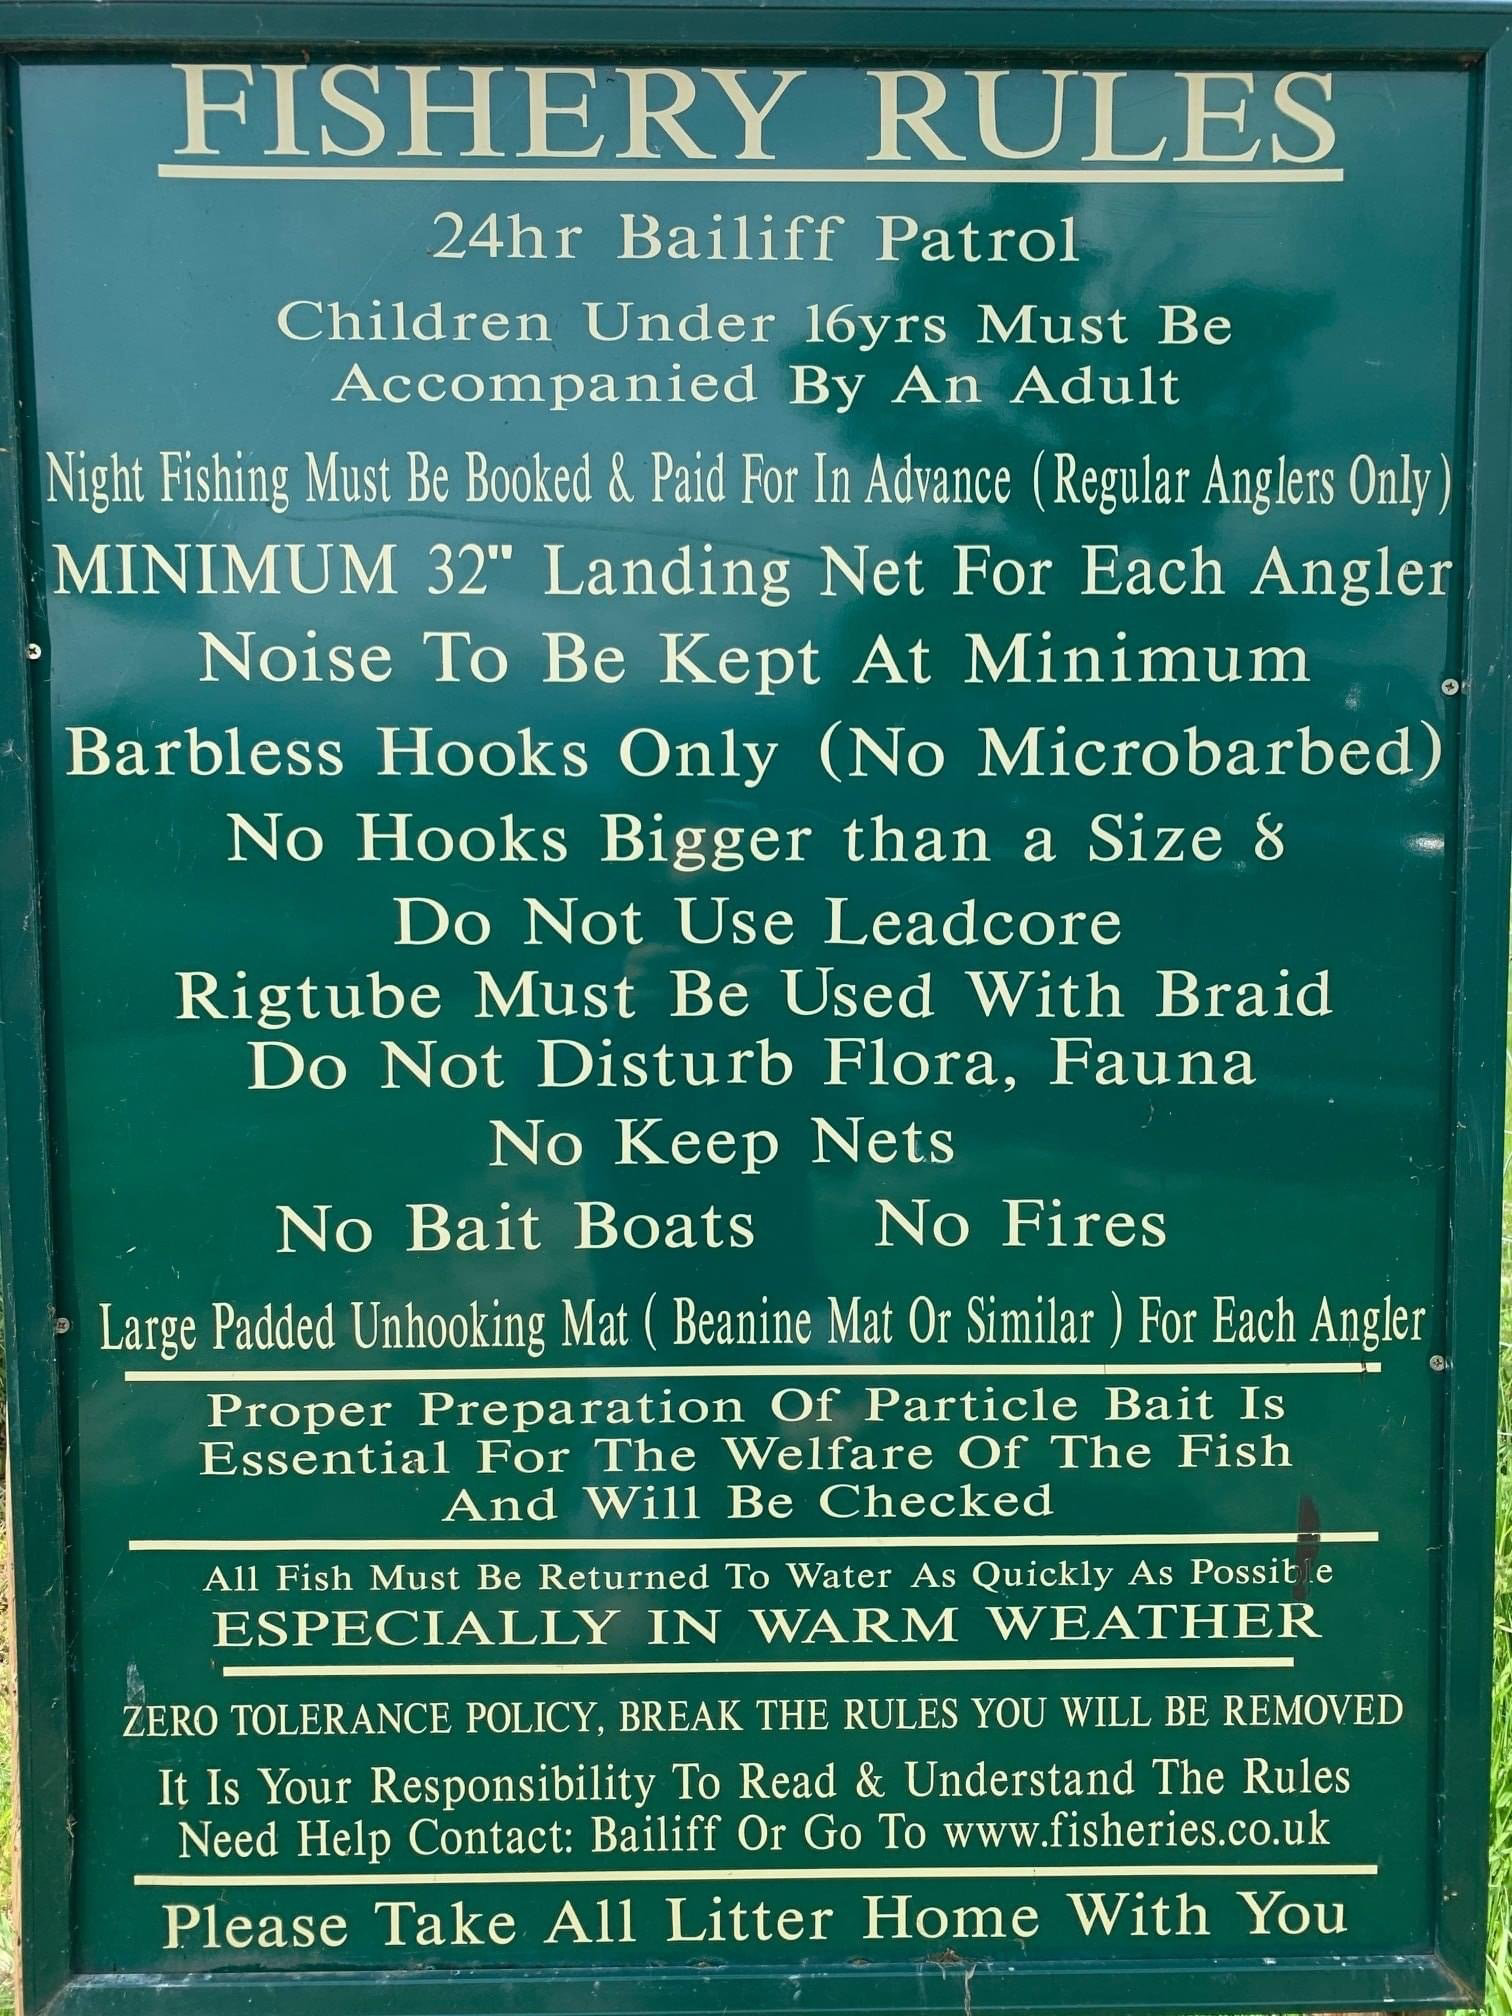 FISHERY RULES
24hr Bailiff Patrol
Children Under 16yrs Must Be
Accompanied By An Adult
Night Fishing Must Be Booked & Paid For In Advance (Regular Anglers Only)
MINIMUM 32" Landing Net For Each Angler
Noise To Be Kept At Minimum
Barbless Hooks Only (No Microbarbed)
No Hooks Bigger than a Size 8
Do Not Use Leadcore
Rigtube Must Be Used With Braid
Do Not Disturb Flora, Fauna
No Keep Nets
No Bait Boats No Fires
Large Padded Unhooking Mat ( Beanine Mat Or Similar ) For Each Angler
Proper Preparation Of Particle Bait Is
Essential For The Welfare Of The Fish
And Will Be Checked
All Fish Must Be Returned To Water As Quickly As Possible
ESPECIALLY IN WARM WEATHER
ZERO TOLERANCE POLICY, BREAK THE RULES YOU WILL BE REMOVED
It Is Your Responsibility To Read & Understand The Rules
Need Help Contact: Bailiff Or Go To www.fisheries.co.uk
Please Take All Litter Home With You